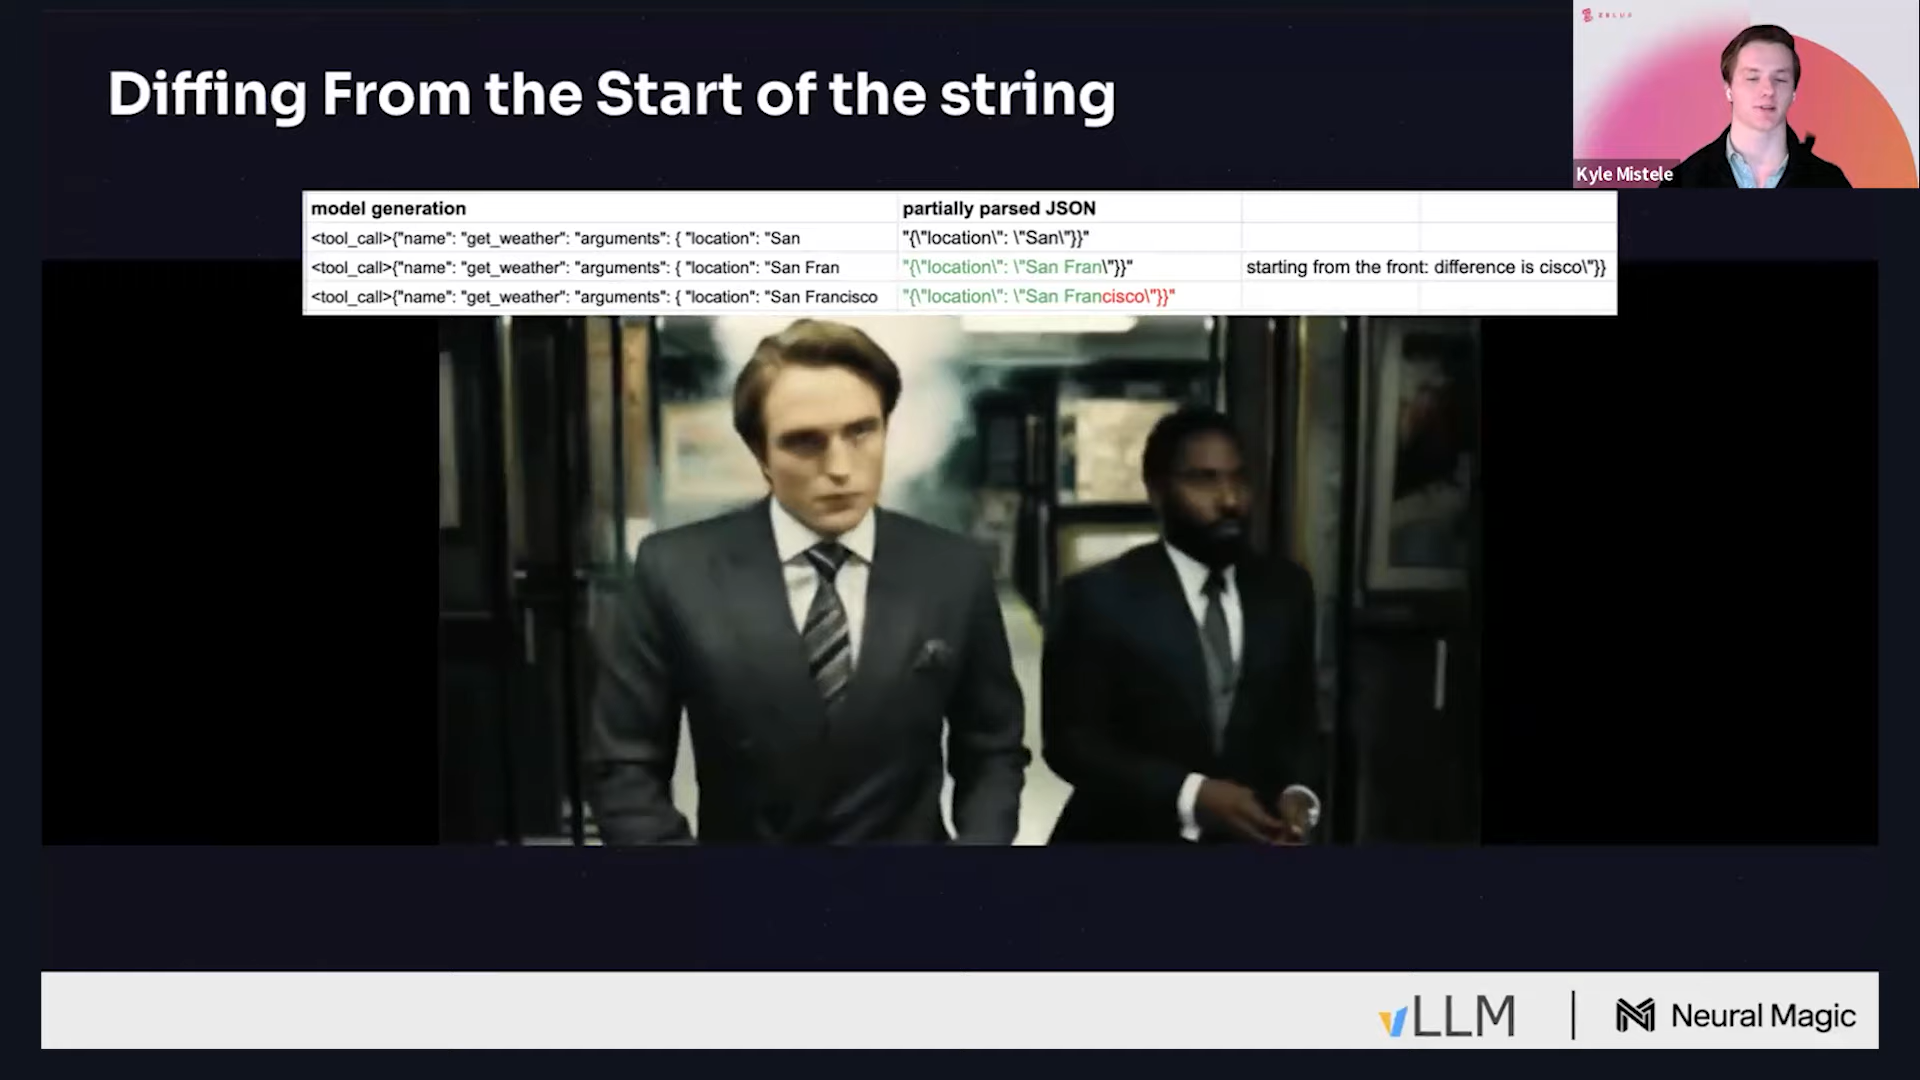 Diffing From the Start of the string
ZELUS
Kyle Mistele
model generation	partially parsed JSON
<tool_call>{"name": "get_weather": "arguments": { "location": "San	"{\"location\": \"San\"}}"
<tool_call>{"name": "get_weather": "arguments": { "location": "San Fran	"{\"location\": \"San Fran\"}}"	starting from the front: difference is cisco\"}}
<tool_call>{"name": "get_weather": "arguments": { "location": "San Francisco	"{\"location\": \"San Francisco\"}}"
vLLM | Neural Magic